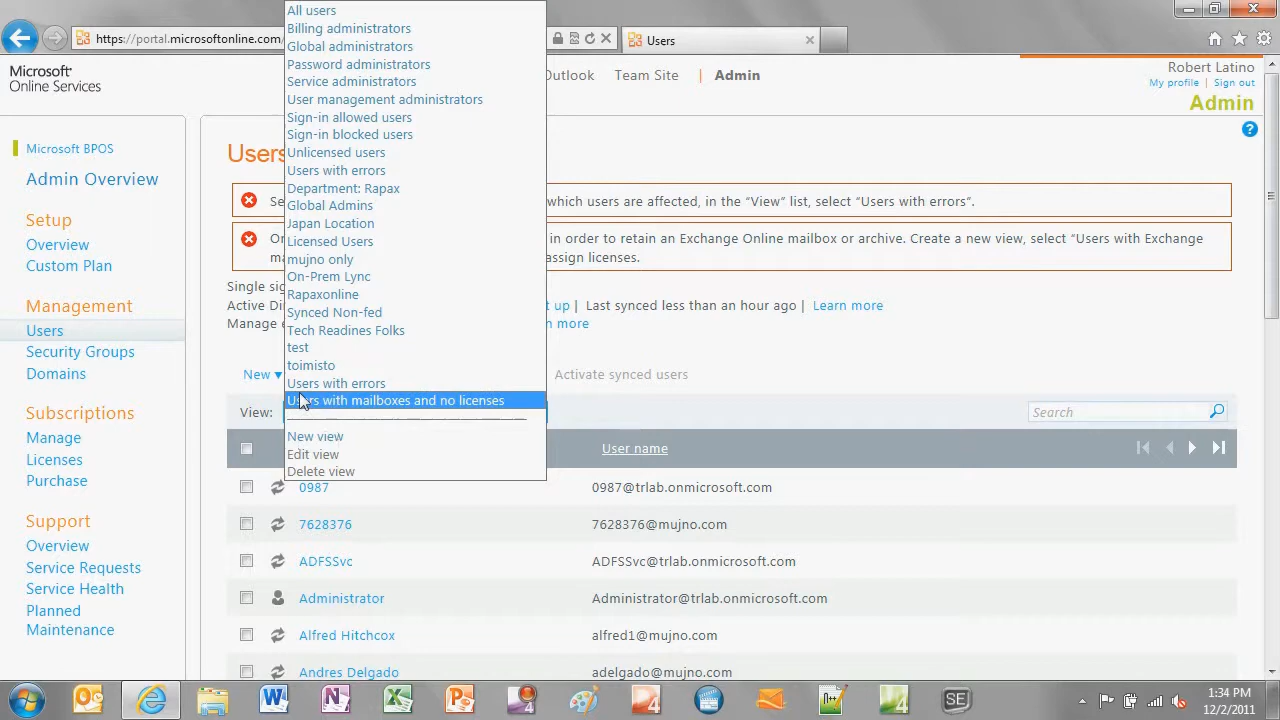 https://portal.microsoftonline.com/
Users
Microsoft
Online Services
Outlook
Team Site
|
Admin
Robert Latino
My profile | Sign out
Admin
Microsoft BPOS
Admin Overview
Setup
Overview
Custom Plan
Management
Users
Security Groups
Domains
Subscriptions
Manage
Licenses
Purchase
Support
Overview
Service Requests
Service Health
Planned
Maintenance
Users
which users are affected, in the “View” list, select “Users with errors”.
in order to retain an Exchange Online mailbox or archive. Create a new view, select “Users with Exchange
assign licenses.
Single
Active
up | Last synced less than an hour ago | Learn more
Manage
more
New
Activate synced users
View:
Search
All users
Billing administrators
Global administrators
Password administrators
Service administrators
User management administrators
Sign-in allowed users
Sign-in blocked users
Unlicensed users
Users with errors
Department: Rapax
Global Admins
Japan Location
Licensed Users
mujno only
On-Prem Lync
Rapaxonline
Synced Non-fed
Tech Readines Folks
test
toimisto
Users with errors
Users with mailboxes and no licenses
New view
Edit view
Delete view
User name
0987 0987@trlab.onmicrosoft.com
7628376 7628376@mujno.com
ADFSSvc ADFSSvc@trlab.onmicrosoft.com
Administrator Administrator@trlab.onmicrosoft.com
Alfred Hitchcox alfred1@mujno.com
Andres Delgado adelgado@mujno.com
SE
1:34 PM
12/2/2011